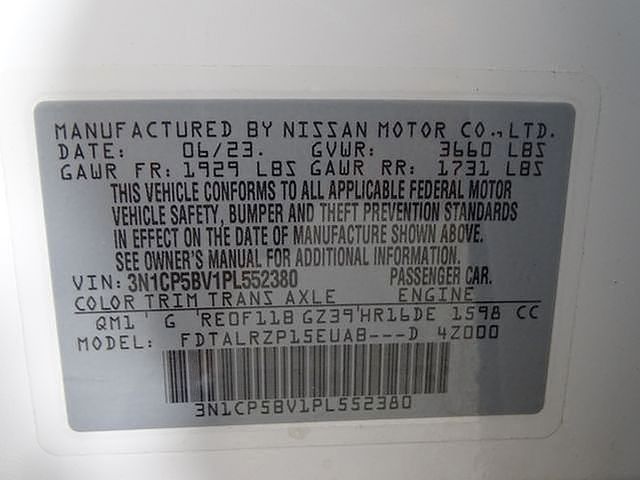 MANUFACTURED BY NISSAN MOTOR CO., LTD.
DATE: 06/23. GVWR: 3660 LBS
GAWR FR: 1929 LBS GAWR RR: 1731 LBS
THIS VEHICLE CONFORMS TO ALL APPLICABLE FEDERAL MOTOR
VEHICLE SAFETY, BUMPER AND THEFT PREVENTION STANDARDS
IN EFFECT ON THE DATE OF MANUFACTURE SHOWN ABOVE.
SEE OWNER'S MANUAL FOR ADDITIONAL INFORMATION.
VIN: 3N1CP5BV1PL552380 PASSENGER CAR.
COLOR TRIM TRANS AXLE ENGINE
QM1 ' G 'RE0F11B GZ39'HR16DE 1598 CC
MODEL: FDTALRZP15EUAB---D 4Z000
3N1CP5BV1PL552380